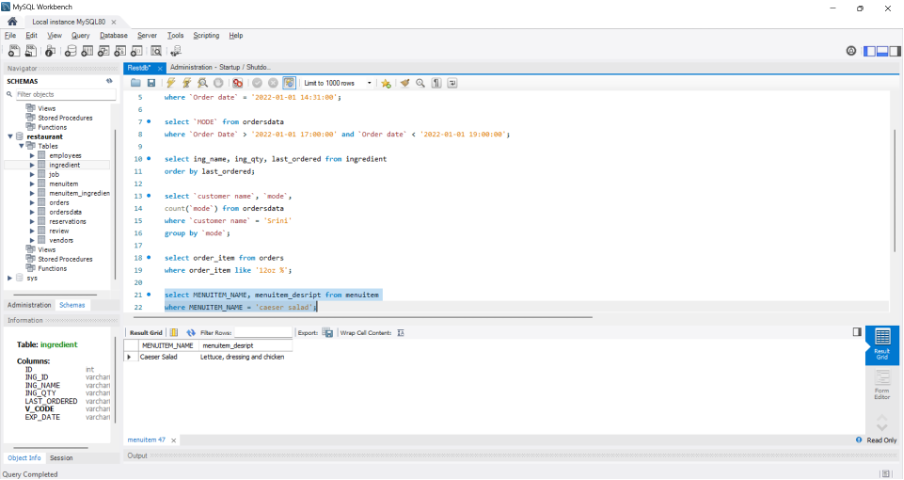 MySQL Workbench
Local instance MySQL80 ×
File Edit View Query Database Server Tools Scripting Help
Navigator
SCHEMAS
Filter objects
Views
Stored Procedures
Functions
restaurant
Tables
employees
ingredient
job
menuitem
menuitem_ingredien
orders
ordersdata
reservations
review
vendors
Views
Stored Procedures
Functions
sys
Administration Schemas
Information
Table: ingredient
Columns:
ID int
ING_ID varchar
ING_NAME varchar
ING_QTY varchar
LAST_ORDERED varchar
V_CODE varchar
EXP_DATE varchar
Object Info Session
Query Completed
Restdb* × Administration - Startup / Shutdo...
Limit to 1000 rows
5 where `Order date` = '2022-01-01 14:31:00';
6
7 select `MODE` from ordersdata
8 where `Order Date` > '2022-01-01 17:00:00' and `Order date` < '2022-01-01 19:00:00';
9
10 select ing_name, ing_qty, last_ordered from ingredient
11 order by last_ordered;
12
13 select `customer name`, `mode`,
14 count(`mode`) from ordersdata
15 where `customer name` = 'Srini'
16 group by `mode`;
17
18 select order_item from orders
19 where order_item like '12oz %';
20
21 select MENUITEM_NAME, menuitem_desript from menuitem
22 where MENUITEM_NAME = 'caeser salad';
Result Grid Filter Rows: Export: Wrap Cell Content:
MENUITEM_NAME menuitem_desript
Caeser Salad Lettuce, dressing and chicken
Result Grid
Form Editor
menuitem 47 ×
Read Only
Output